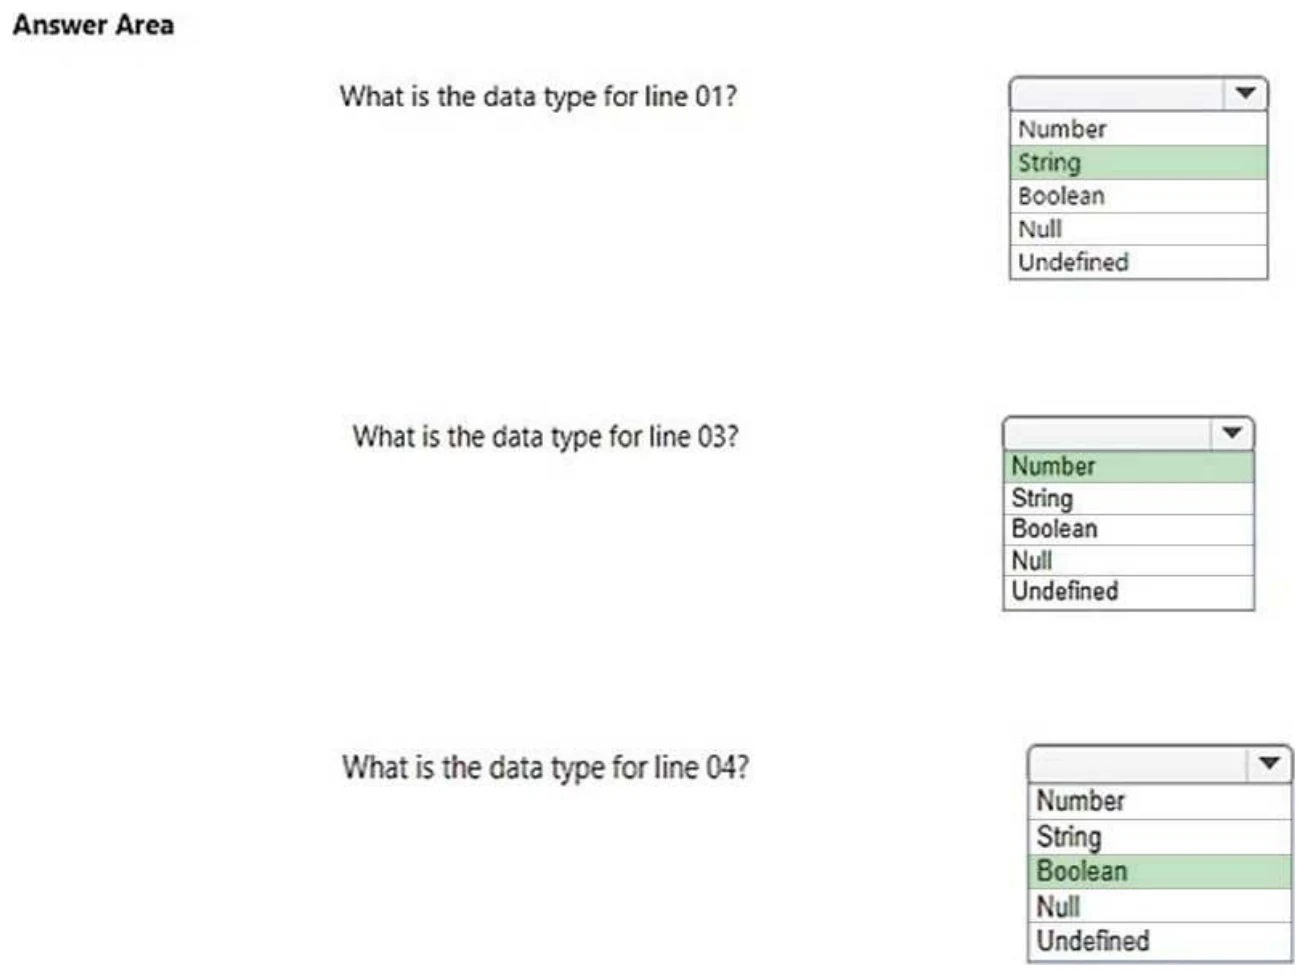 Answer Area
What is the data type for line 01?
Number
String
Boolean
Null
Undefined
What is the data type for line 03?
Number
String
Boolean
Null
Undefined
What is the data type for line 04?
Number
String
Boolean
Null
Undefined